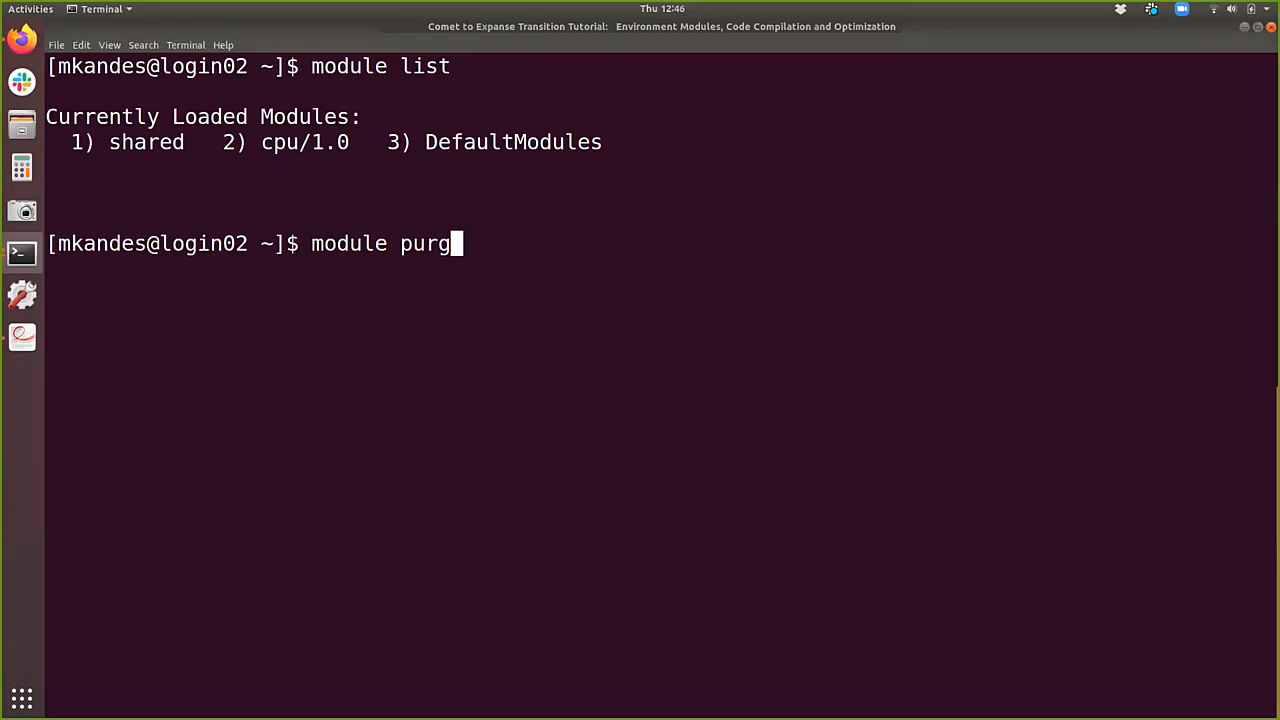 Activities Terminal Thu 12:46
Comet to Expanse Transition Tutorial: Environment Modules, Code Compilation and Optimization
File Edit View Search Terminal Help
[mkandes@login02 ~]$ module list
Currently Loaded Modules:
1) shared 2) cpu/1.0 3) DefaultModules
[mkandes@login02 ~]$ module purg